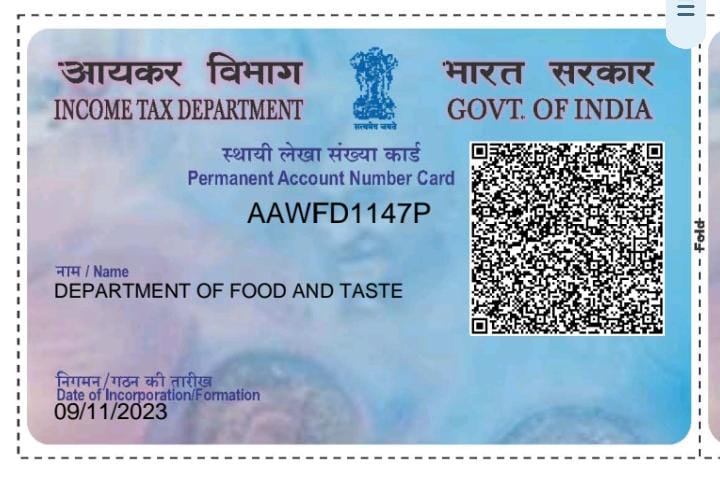 आयकर विभाग
INCOME TAX DEPARTMENT
सत्यमेव जयते
भारत सरकार
GOVT. OF INDIA
स्थायी लेखा संख्या कार्ड
Permanent Account Number Card
AAWFD1147P
नाम / Name
DEPARTMENT OF FOOD AND TASTE
निगमन/गठन की तारीख
Date of Incorporation/Formation
09/11/2023
Fold